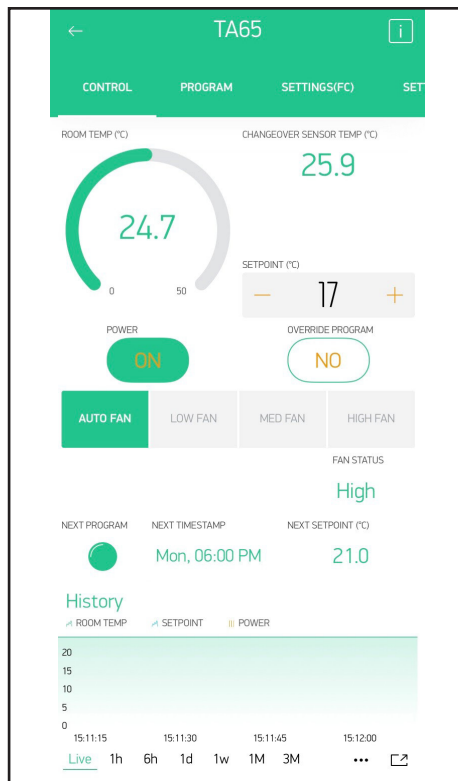 TA65
i
CONTROL PROGRAM SETTINGS(FC) SET
ROOM TEMP (°C) CHANGEOVER SENSOR TEMP (°C)
25.9
24.7
0 50
SETPOINT (°C)
− 17 +
POWER OVERRIDE PROGRAM
ON NO
AUTO FAN LOW FAN MED FAN HIGH FAN
FAN STATUS
High
NEXT PROGRAM NEXT TIMESTAMP NEXT SETPOINT (°C)
Mon, 06:00 PM 21.0
History
ROOM TEMP SETPOINT POWER
20
15
10
5
0
15:11:15 15:11:30 15:11:45 15:12:00
Live 1h 6h 1d 1w 1M 3M •••